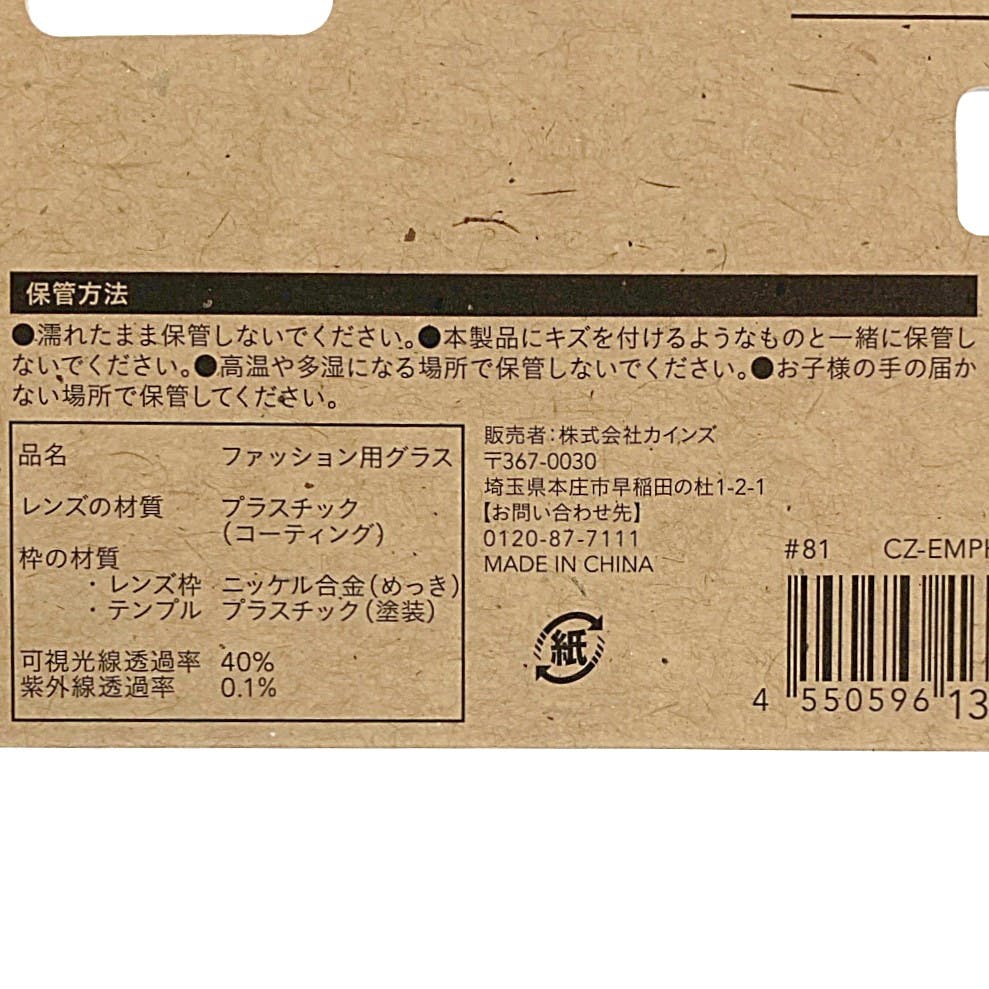 保管方法
●濡れたまま保管しないでください。●本製品にキズを付けるようなものと一緒に保管し
ないでください。●高温や多湿になる場所で保管しないでください。●お子様の手の届か
ない場所で保管してください。
品名 ファッション用グラス
レンズの材質 プラスチック
(コーティング)
枠の材質
・レンズ枠 ニッケル合金(めっき)
・テンプル プラスチック(塗装)
可視光線透過率 40%
紫外線透過率 0.1%
販売者:株式会社カインズ
〒367-0030
埼玉県本庄市早稲田の杜1-2-1
【お問い合わせ先】
0120-87-7111
MADE IN CHINA
紙
#81 CZ-EMPH
4 550596 13